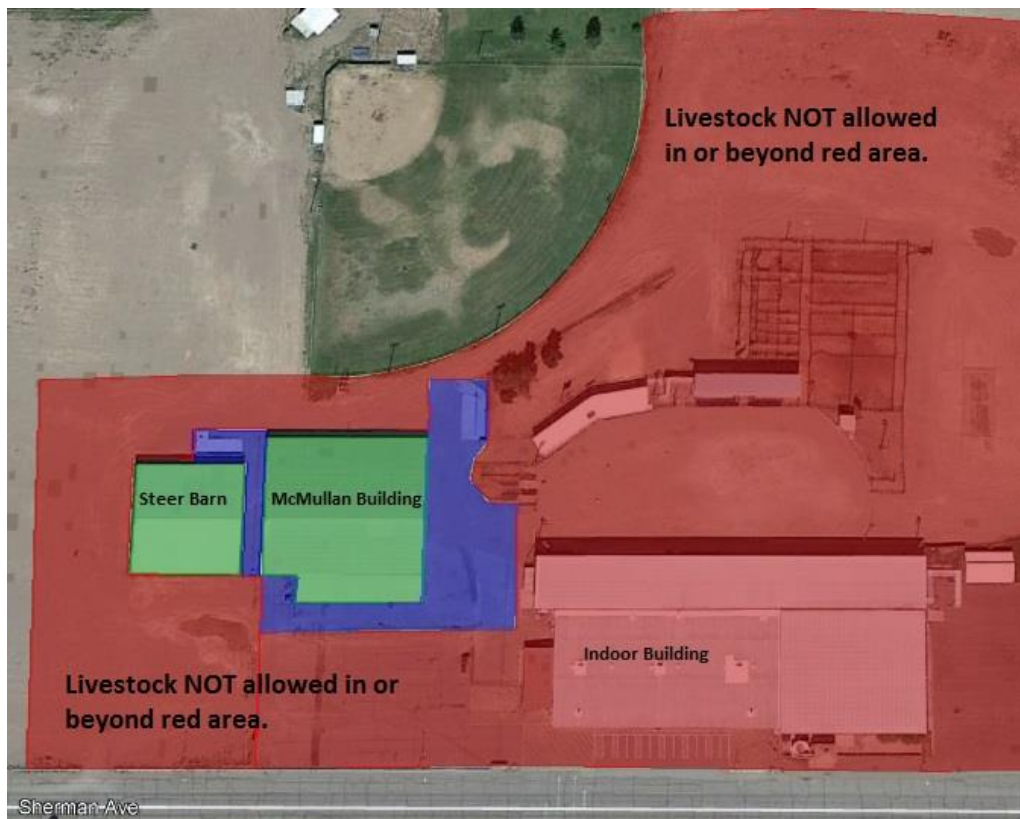 Livestock NOT allowed
in or beyond red area.
Steer Barn
McMullan Building
Indoor Building
Livestock NOT allowed in or
beyond red area.
Sherman Ave